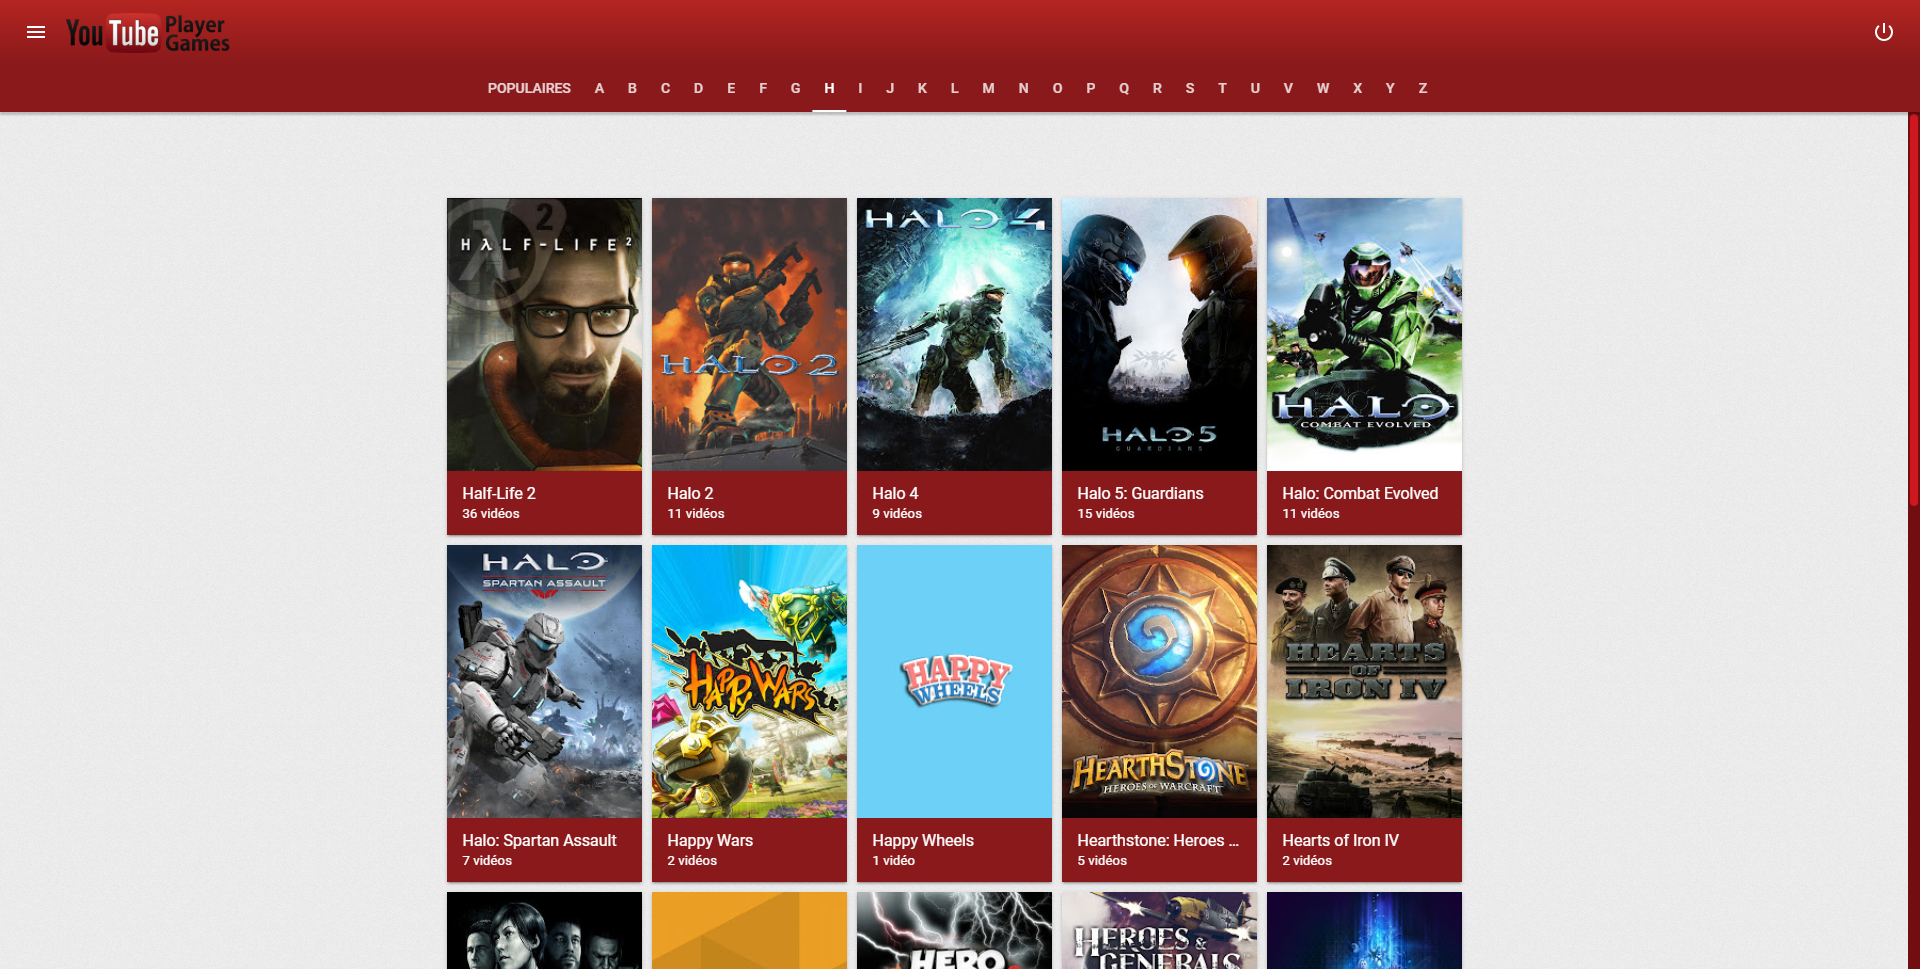 YouTube Player Games
POPULAIRES A B C D E F G H I J K L M N O P Q R S T U V W X Y Z
2
HλLF-LIFE²
HALO 2
HALO 4
HALO 5
GUARDIANS
HALO
COMBAT EVOLVED
Half-Life 2
36 vidéos
Halo 2
11 vidéos
Halo 4
9 vidéos
Halo 5: Guardians
15 vidéos
Halo: Combat Evolved
11 vidéos
HALO
SPARTAN ASSAULT
HAPPY WARS
HAPPY
WHEELS
HEARTHSTONE
HEROES OF WARCRAFT
HEARTS
OF
IRON IV
Halo: Spartan Assault
7 vidéos
Happy Wars
2 vidéos
Happy Wheels
1 vidéo
Hearthstone: Heroes ...
5 vidéos
Hearts of Iron IV
2 vidéos
HERO
HEROES &
GENERALS